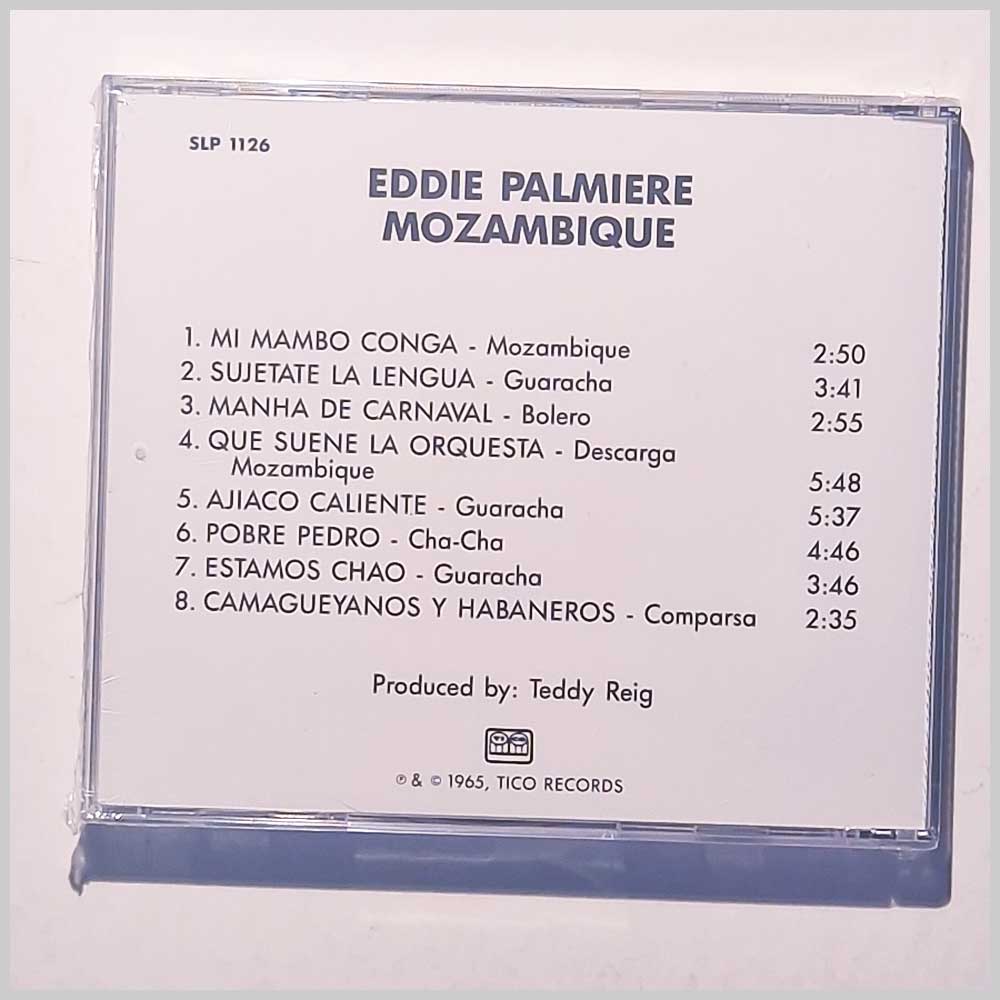 SLP 1126
EDDIE PALMIERE
MOZAMBIQUE
1. MI MAMBO CONGA - Mozambique 2:50
2. SUJETATE LA LENGUA - Guaracha 3:41
3. MANHA DE CARNAVAL - Bolero 2:55
4. QUE SUENE LA ORQUESTA - Descarga
Mozambique 5:48
5. AJIACO CALIENTE - Guaracha 5:37
6. POBRE PEDRO - Cha-Cha 4:46
7. ESTAMOS CHAO - Guaracha 3:46
8. CAMAGUEYANOS Y HABANEROS - Comparsa 2:35
Produced by: Teddy Reig
℗ & © 1965, TICO RECORDS